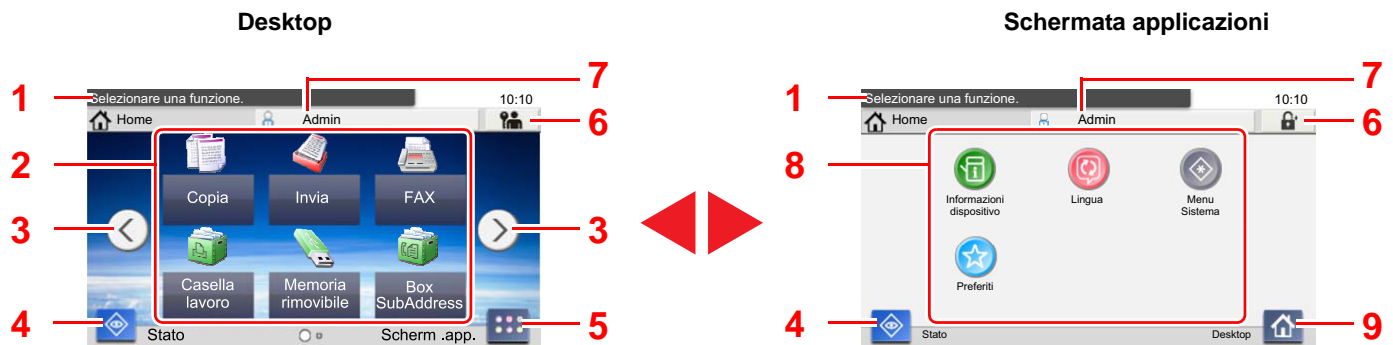 Desktop
Schermata applicazioni
7
7
1
Selezionare una funzione.
10:10
1
Selezionare una funzione.
10:10
Home
Admin
6
Home
Admin
6
2
Copia
Invia
FAX
8
Informazioni
dispositivo
Lingua
Menu
Sistema
3
3
Casella
lavoro
Memoria
rimovibile
Box
SubAddress
Preferiti
4
Stato
Scherm .app.
5
4
Stato
Desktop
9